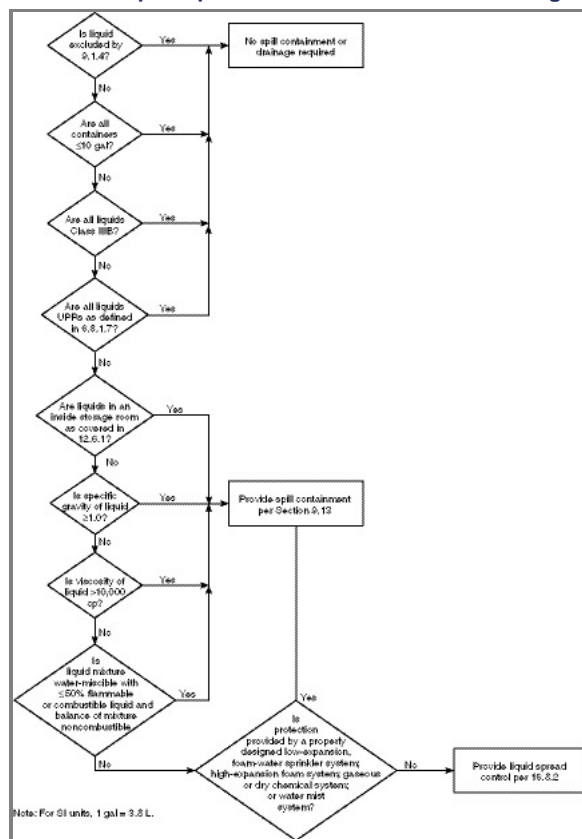 Is liquid
excluded by
9.1.4?
Yes
No spill containment or
drainage required
No
Are all
containers
≤10 gal?
Yes
No
Are all liquids
Class IIIB?
Yes
No
Are all liquids
UPRs as defined
in 6.8.1.7?
Yes
No
Are liquids in an
inside storage room
as covered in
12.6.1?
Yes
No
Is specific
gravity of liquid
≥1.0?
Yes
Provide spill containment
per Section 9.13
No
Is viscosity of
liquid >10,000
cp?
Yes
No
Is
liquid mixture
water-miscible with
≤50% flammable
or combustible liquid and
balance of mixture
noncombustible
Yes
No
Yes
Is
protection
provided by a properly
designed low-expansion,
foam-water sprinkler system;
high-expansion foam system; gaseous
or dry chemical system;
or water mist
system?
No
Provide liquid spread
control per 16.8.2
Note: For SI units, 1 gal = 3.8 L.